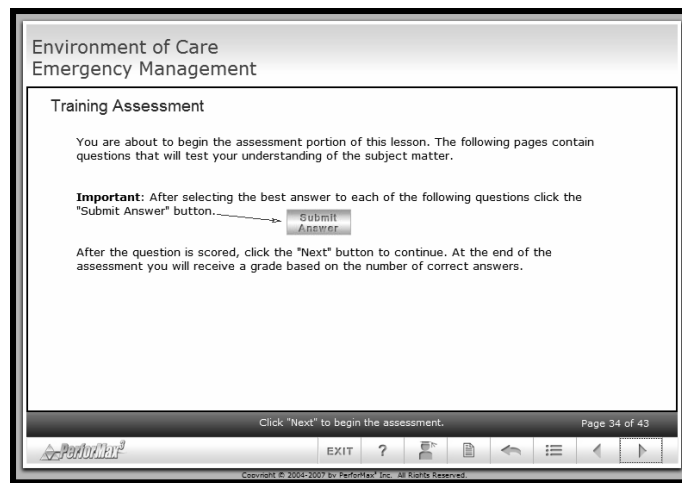 Environment of Care
Emergency Management
Training Assessment
You are about to begin the assessment portion of this lesson. The following pages contain
questions that will test your understanding of the subject matter.
Important: After selecting the best answer to each of the following questions click the
"Submit Answer" button.
Submit
Answer
After the question is scored, click the "Next" button to continue. At the end of the
assessment you will receive a grade based on the number of correct answers.
Click "Next" to begin the assessment.
Page 34 of 43
PerforMax³
EXIT
?
Copyright © 2004-2007 by PerforMax³ Inc. All Rights Reserved.